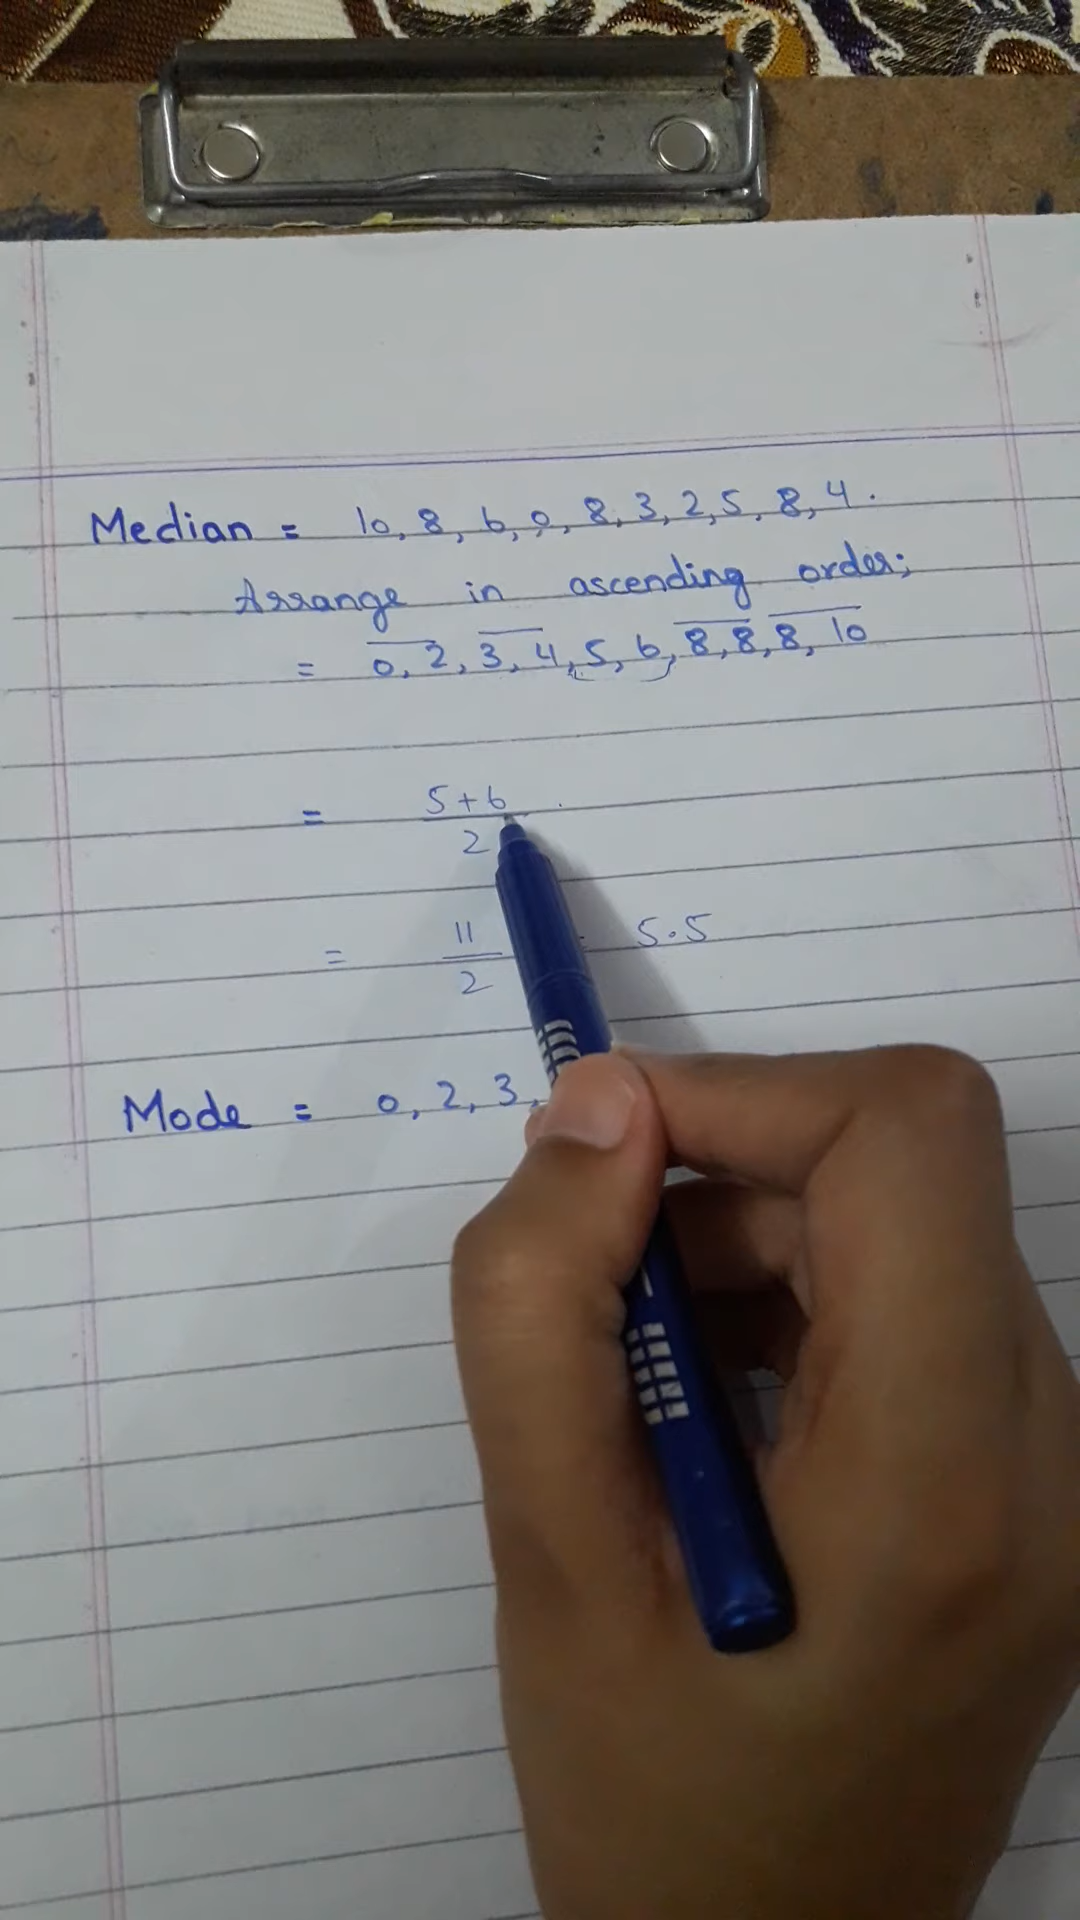 Median = 10, 8, 6, 0, 8, 3, 2, 5, 8, 4.
Arrange in ascending order;
= 0, 2, 3, 4, 5, 6, 8, 8, 8, 10
= 5+6
2
= 11/2 = 5.5
Mode = 0, 2, 3,